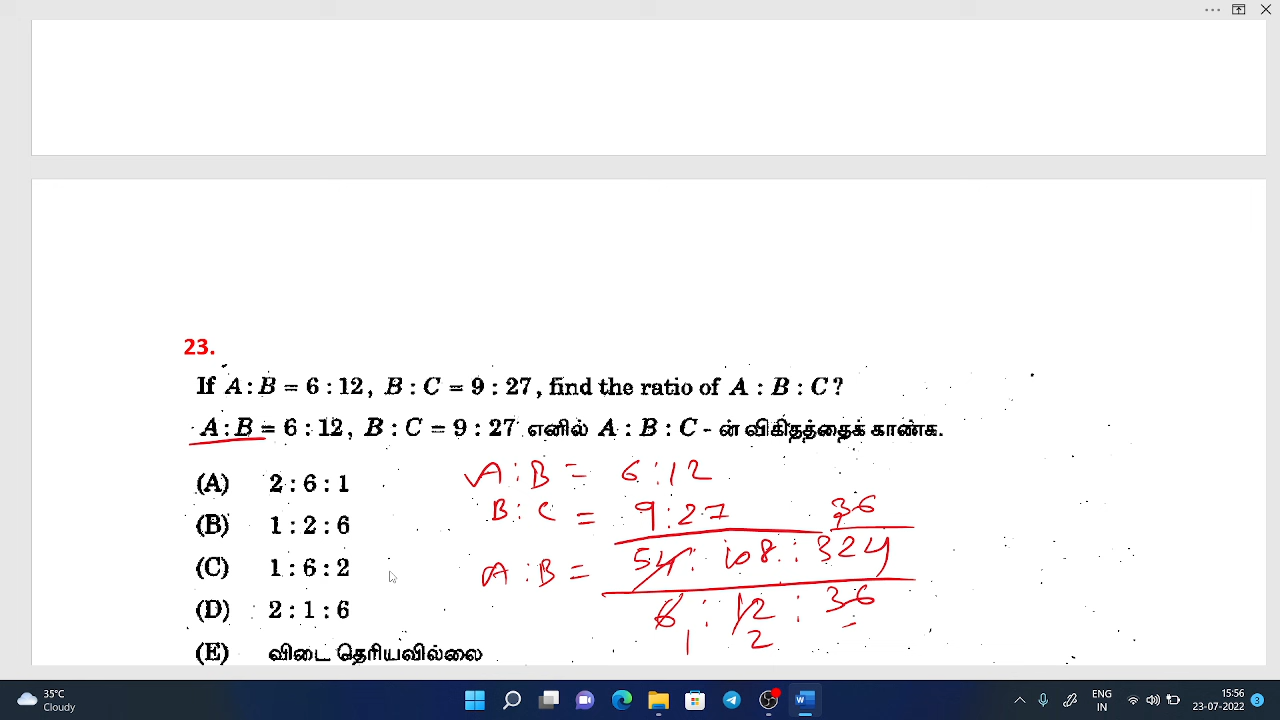 23.
If A : B = 6 : 12, B : C = 9 : 27, find the ratio of A : B : C ?
A : B = 6 : 12, B : C = 9 : 27 எனில் A : B : C - ன் விகிதத்தைக் காண்க.
(A) 2 : 6 : 1
(B) 1 : 2 : 6
(C) 1 : 6 : 2
(D) 2 : 1 : 6
(E) விடை தெரியவில்லை
A : B = 6 : 12
B : C = 9 : 27
36
A : B = 54 : 108 : 324
6 : 12 : 36
1 2
35°C
Cloudy
ENG
IN
15:56
23-07-2022
3